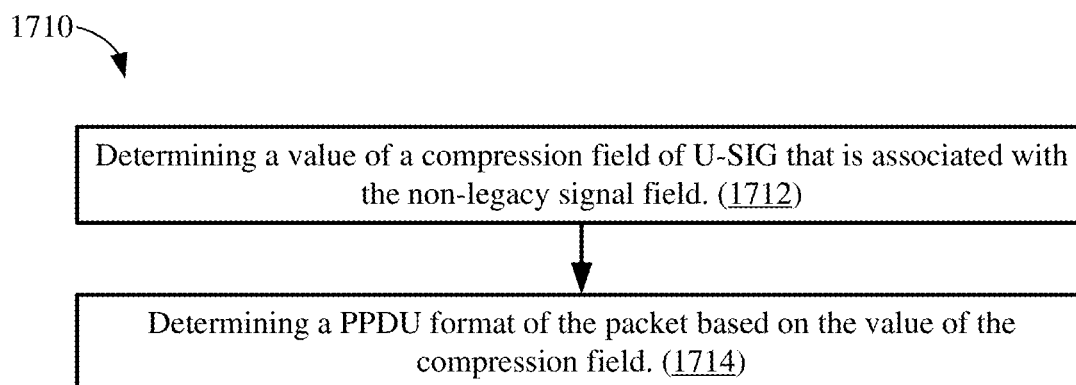 1710
Determining a value of a compression field of U-SIG that is associated with
the non-legacy signal field. (1712)
Determining a PPDU format of the packet based on the value of the
compression field. (1714)